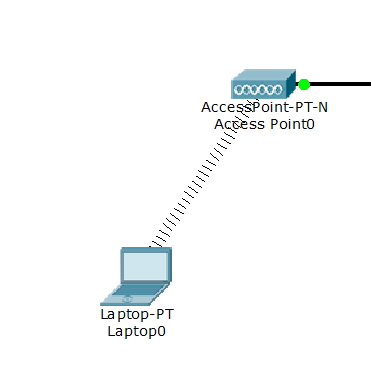 AccessPoint-PT-N
Access Point0
Laptop-PT
Laptop0